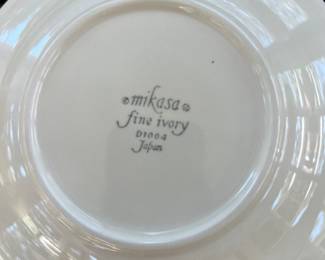 mikasa
fine ivory
D1004
Japan